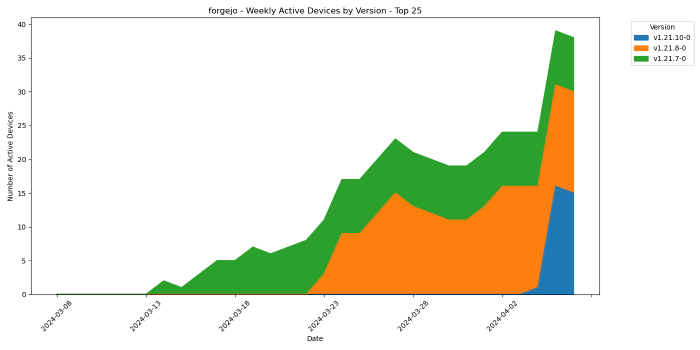 forgejo - Weekly Active Devices by Version - Top 25
Version
v1.21.10-0
v1.21.8-0
v1.21.7-0
Number of Active Devices
40
35
30
25
20
15
10
5
0
2024-03-08
2024-03-13
2024-03-18
2024-03-23
2024-03-28
2024-04-02
Date